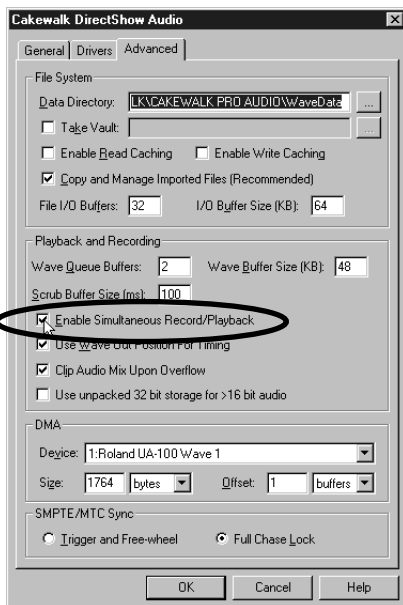 Cakewalk DirectShow Audio
General Drivers Advanced
File System
Data Directory: LK\CAKEWALK PRO AUDIO\WaveData ...
Take Vault: ...
Enable Read Caching Enable Write Caching
Copy and Manage Imported Files (Recommended)
File I/O Buffers: 32 I/O Buffer Size (KB): 64
Playback and Recording
Wave Queue Buffers: 2 Wave Buffer Size (KB): 48
Scrub Buffer Size (ms): 100
Enable Simultaneous Record/Playback
Use Wave Out Position For Timing
Clip Audio Mix Upon Overflow
Use unpacked 32 bit storage for >16 bit audio
DMA
Device: 1:Roland UA-100 Wave 1
Size: 1764 bytes Offset: 1 buffers
SMPTE/MTC Sync
Trigger and Free-wheel Full Chase Lock
OK Cancel Help